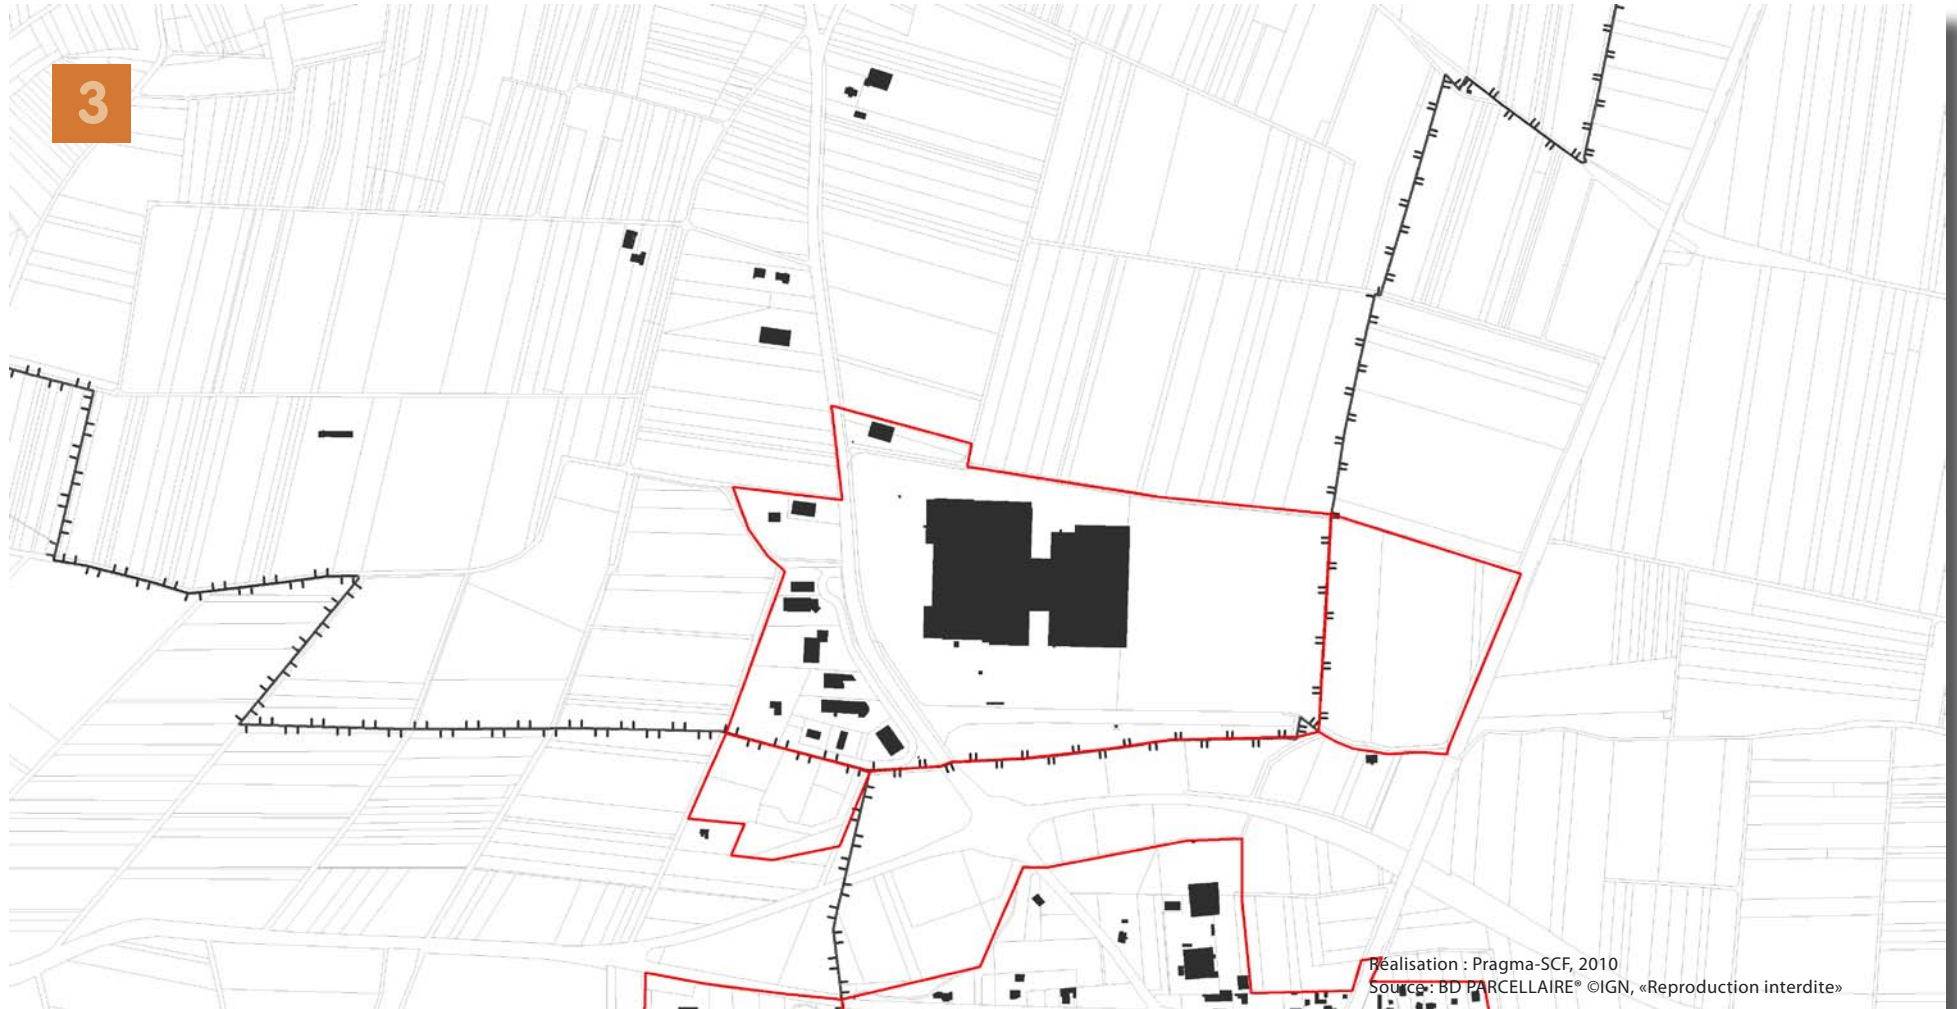 3
Réalisation : Pragma-SCF, 2010
Source : BD PARCELLAIRE® ©IGN, «Reproduction interdite»